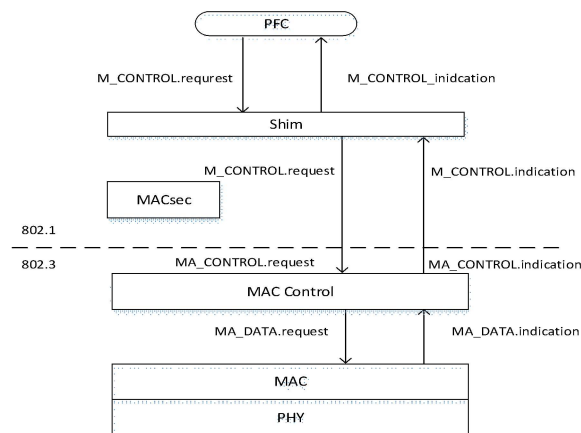 PFC
M_CONTROL.requrest
M_CONTROL_inidcation
Shim
M_CONTROL.request
M_CONTROL.indication
MACsec
802.1
802.3
MA_CONTROL.request
MA_CONTROL.indication
MAC Control
MA_DATA.request
MA_DATA.indication
MAC
PHY